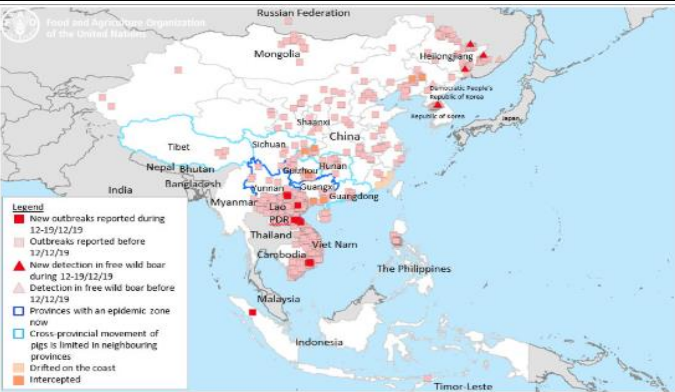 Food and Agriculture Organization
of the United Nations
Russian Federation
Mongolia
Heilongjiang
Democratic People's
Republic of Korea
Republic of Korea
Japan
Shaanxi
China
Tibet
Sichuan
Nepal
Bhutan
Guizhou
Hunan
Bangladesh
India
Yunnan
Guangxi
Guangdong
Myanmar
Lao
PDR
Thailand
Viet Nam
Cambodia
The Philippines
Malaysia
Indonesia
Timor-Leste
Legend
New outbreaks reported during
12-19/12/19
Outbreaks reported before
12/12/19
New detection in free wild boar
during 12-19/12/19
Detection in free wild boar before
12/12/19
Provinces with an epidemic zone
now
Cross-provincial movement of
pigs is limited in neighbouring
provinces
Drifted on the coast
Intercepted